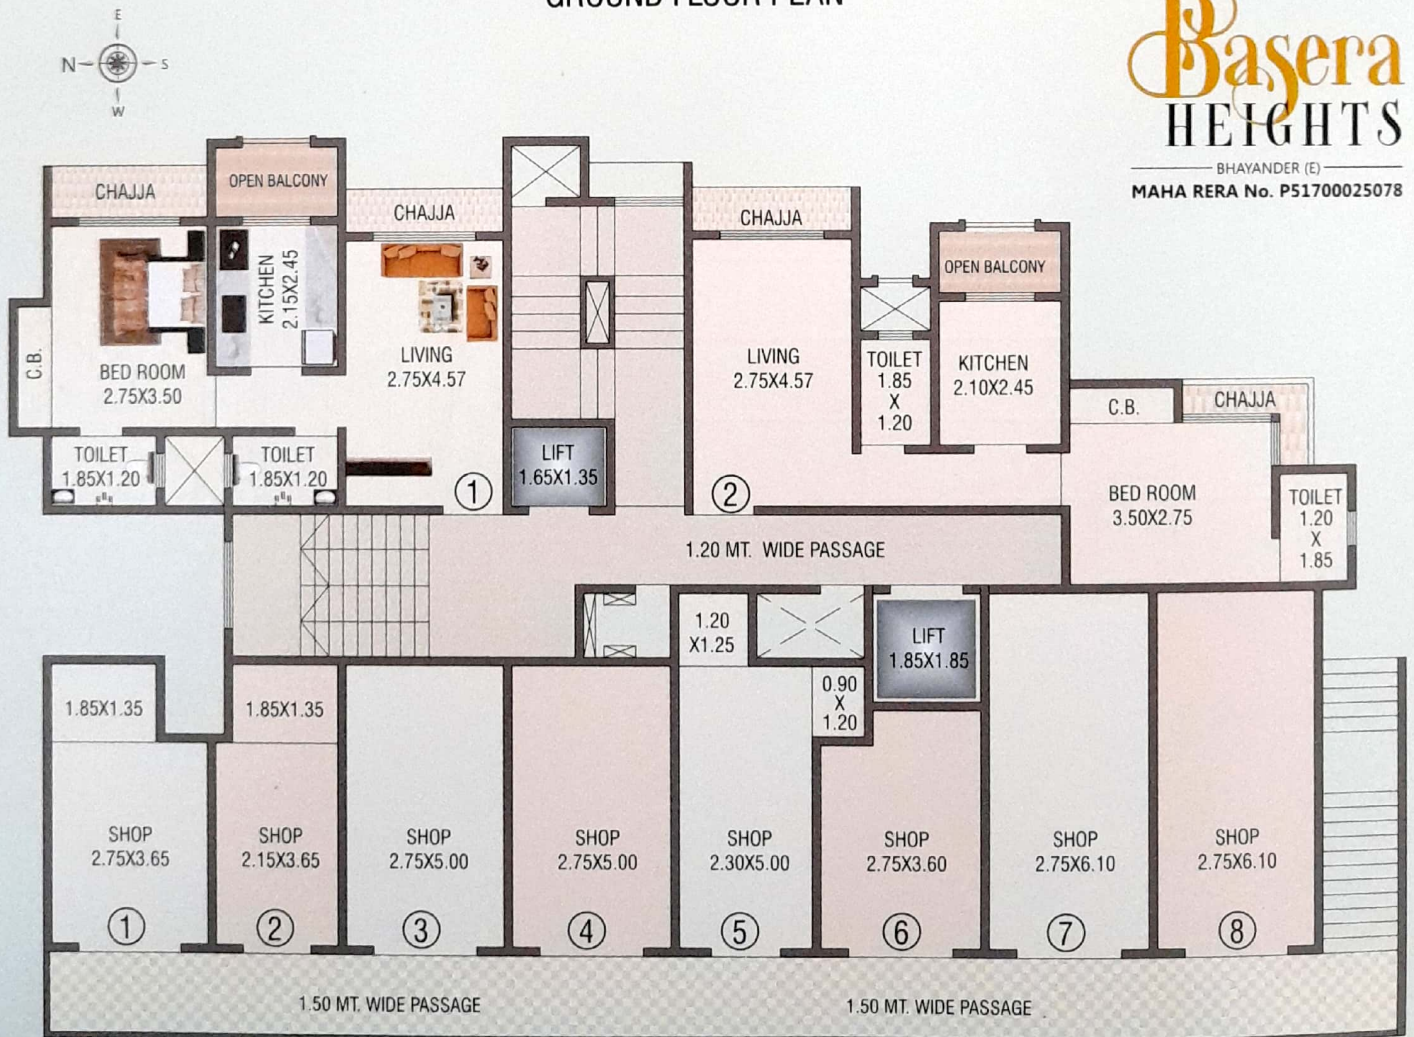 GROUND FLOOR PLAN
E
N
S
W
Basera
HEIGHTS
BHAYANDER (E)
MAHA RERA No. P51700025078
CHAJJA
OPEN BALCONY
CHAJJA
CHAJJA
OPEN BALCONY
KITCHEN
2.15X2.45
C.B.
BED ROOM
2.75X3.50
LIVING
2.75X4.57
LIVING
2.75X4.57
TOILET
1.85
X
1.20
KITCHEN
2.10X2.45
C.B.
CHAJJA
TOILET
1.85X1.20
TOILET
1.85X1.20
1
LIFT
1.65X1.35
2
BED ROOM
3.50X2.75
TOILET
1.20
X
1.85
1.20 MT. WIDE PASSAGE
1.20
X1.25
LIFT
1.85X1.85
1.85X1.35
1.85X1.35
0.90
X
1.20
SHOP
2.75X3.65
1
SHOP
2.15X3.65
2
SHOP
2.75X5.00
3
SHOP
2.75X5.00
4
SHOP
2.30X5.00
5
SHOP
2.75X3.60
6
SHOP
2.75X6.10
7
SHOP
2.75X6.10
8
1.50 MT. WIDE PASSAGE
1.50 MT. WIDE PASSAGE